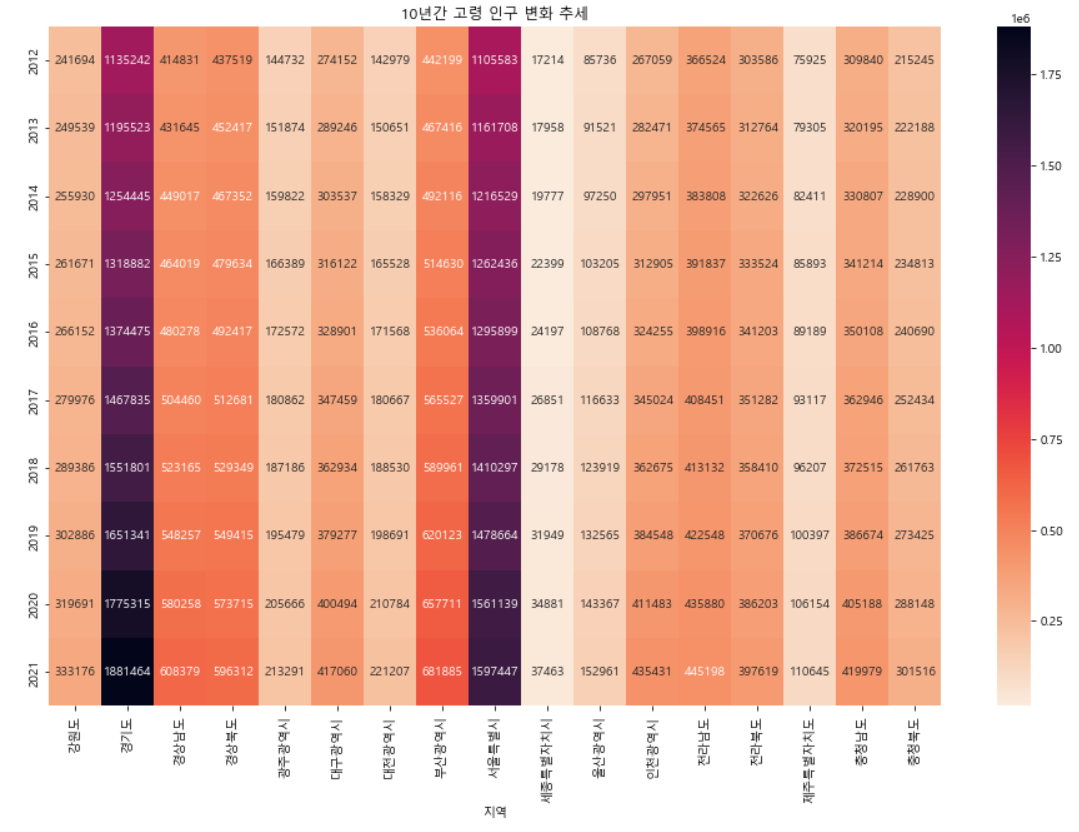 10년간 고령 인구 변화 추세
1e6
2012 241694 1135242 414831 437519 144732 274152 142979 442199 1105583 17214 85736 267059 366524 303586 75925 309840 215245
2013 249539 1195523 431645 452417 151874 289246 150651 467416 1161708 17958 91521 282471 374565 312764 79305 320195 222188
2014 255930 1254445 449017 467352 159822 303537 158329 492116 1216529 19777 97250 297951 383808 322626 82411 330807 228900
2015 261671 1318882 464019 479634 166389 316122 165528 514630 1262436 22399 103205 312905 391837 333524 85893 341214 234813
2016 266152 1374475 480278 492417 172572 328901 171568 536064 1295899 24197 108768 324255 398916 341203 89189 350108 240690
2017 279976 1467835 504460 512681 180862 347459 180667 565527 1359901 26851 116633 345024 408451 351282 93117 362946 252434
2018 289386 1551801 523165 529349 187186 362934 188530 589961 1410297 29178 123919 362675 413132 358410 96207 372515 261763
2019 302886 1651341 548257 549415 195479 379277 198691 620123 1478664 31949 132565 384548 422548 370676 100397 386674 273425
2020 319691 1775315 580258 573715 205666 400494 210784 657711 1561139 34881 143367 411483 435880 386203 106154 405188 288148
2021 333176 1881464 608379 596312 213291 417060 221207 681885 1597447 37463 152961 435431 445198 397619 110645 419979 301516
강원도 경기도 경상남도 경상북도 광주광역시 대구광역시 대전광역시 부산광역시 서울특별시 세종특별자치시 울산광역시 인천광역시 전라남도 전라북도 제주특별자치도 충청남도 충청북도
지역
1.75
1.50
1.25
1.00
0.75
0.50
0.25